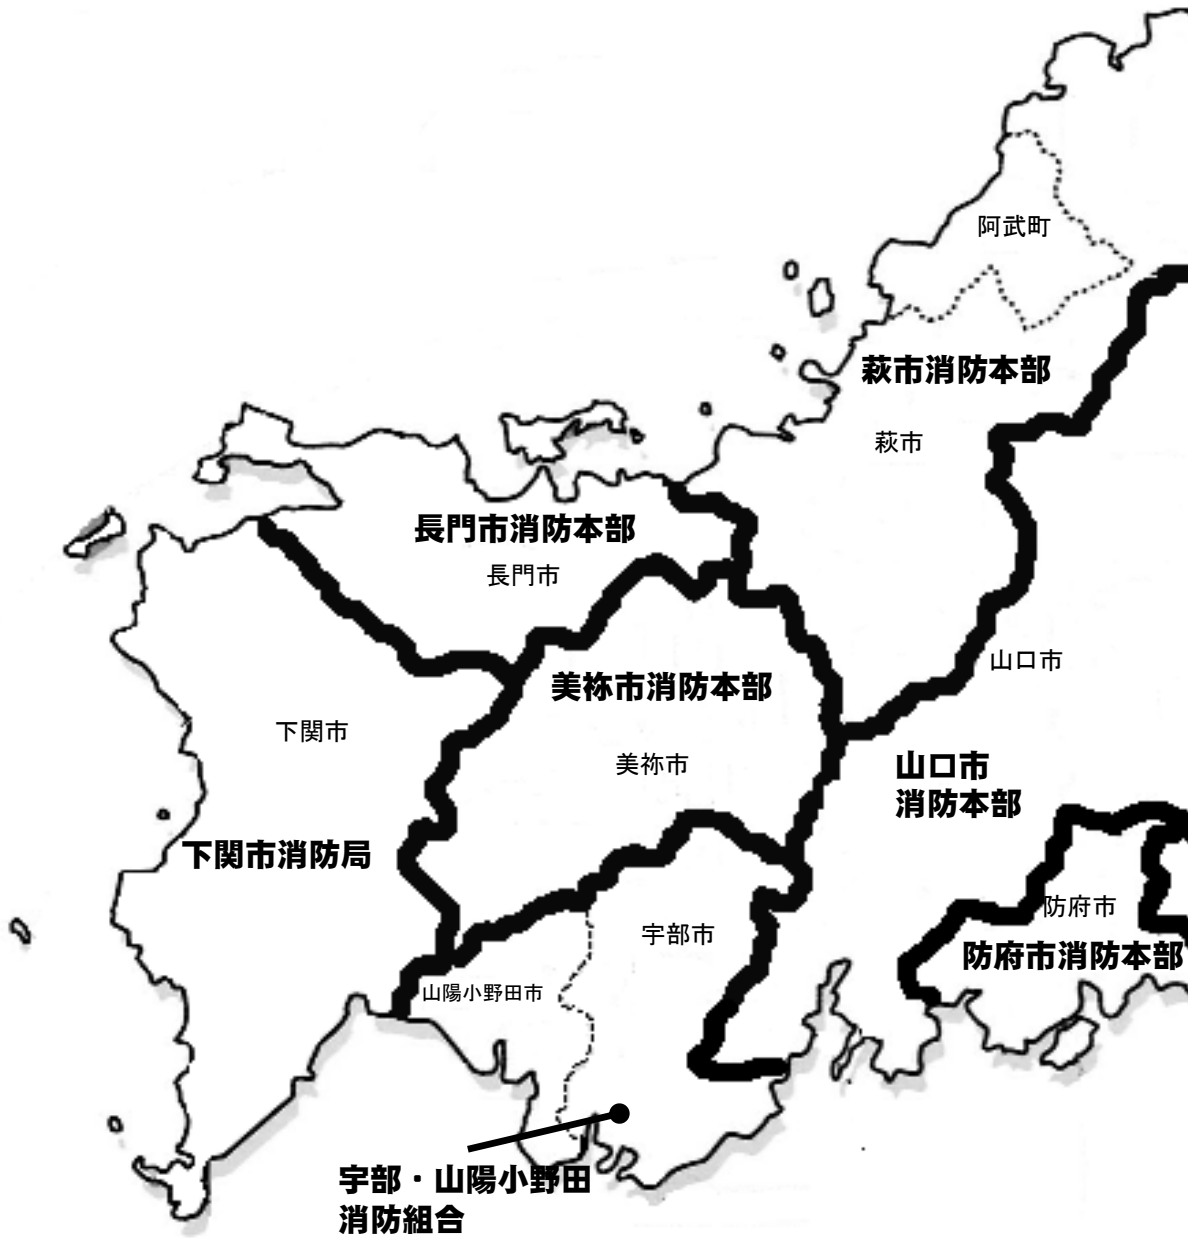 阿武町
萩市消防本部
萩市
長門市消防本部
長門市
山口市
美祢市消防本部
下関市
美祢市
山口市
消防本部
下関市消防局
防府市
宇部市
防府市消防本部
山陽小野田市
宇部・山陽小野田
消防組合